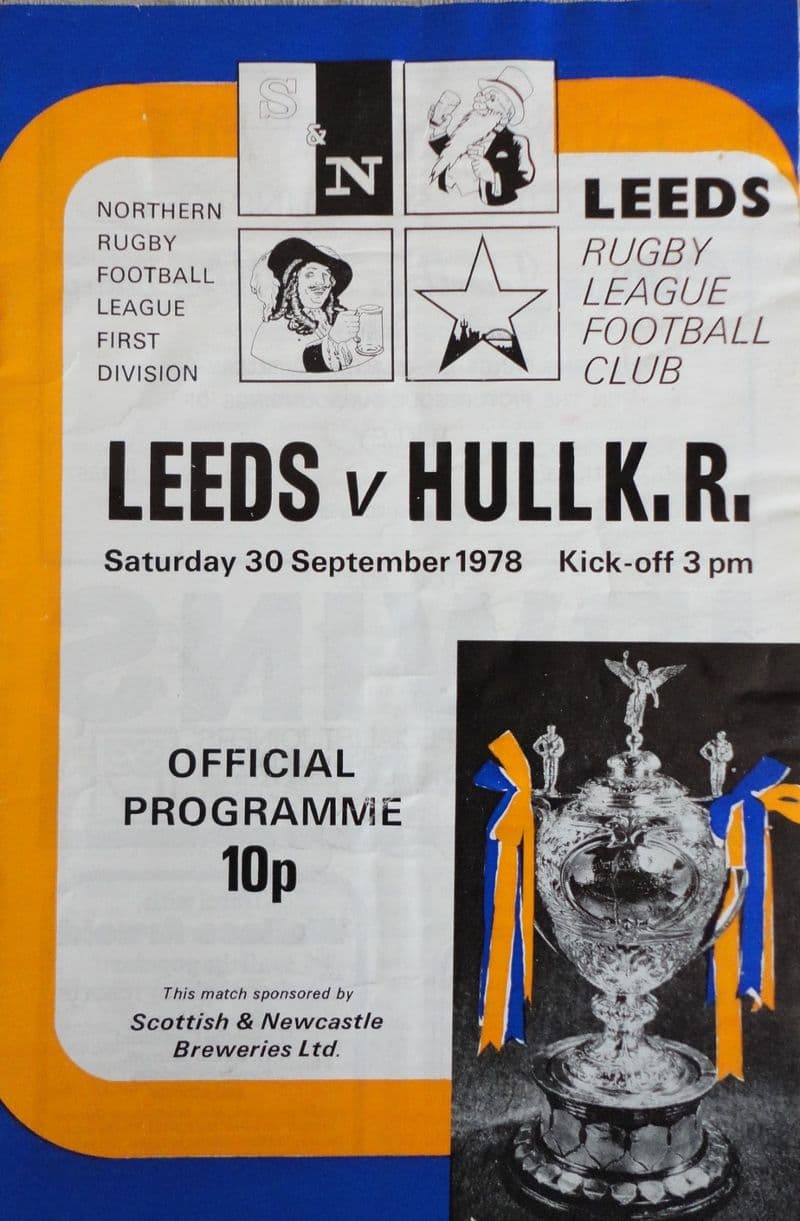 S
&
N
NORTHERN
RUGBY
FOOTBALL
LEAGUE
FIRST
DIVISION
LEEDS
RUGBY
LEAGUE
FOOTBALL
CLUB
LEEDS v HULL K.R.
Saturday 30 September 1978 Kick-off 3 pm
OFFICIAL
PROGRAMME
10p
This match sponsored by
Scottish & Newcastle
Breweries Ltd.